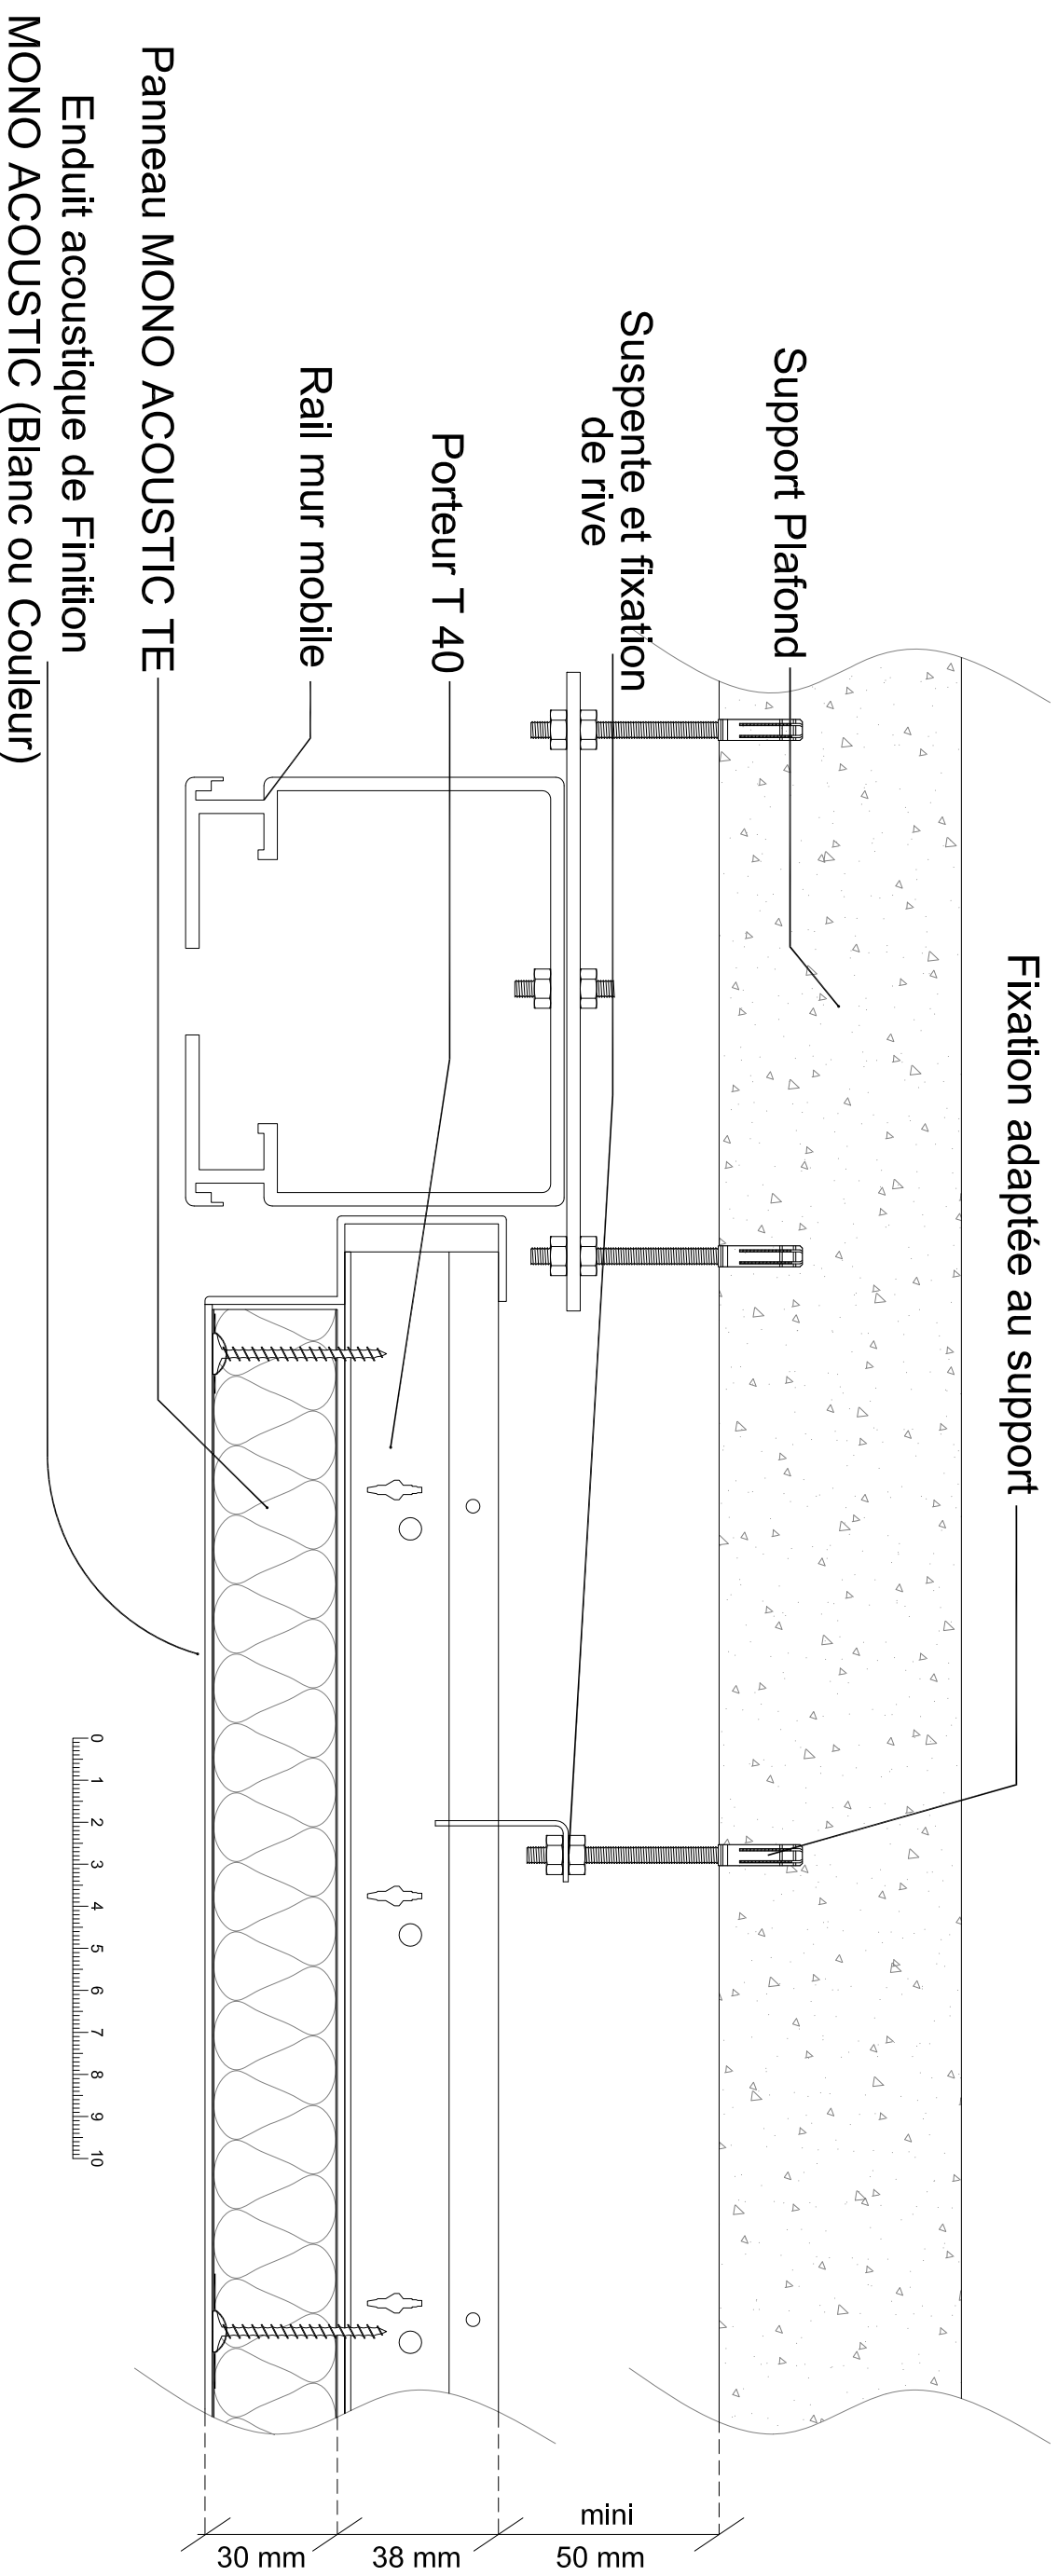 Fixation adaptée au support
Support Plafond
Suspente et fixation
de rive
Porteur T 40
Rail mur mobile
Panneau MONO ACOUSTIC TE
Enduit acoustique de Finition
MONO ACOUSTIC (Blanc ou Couleur)
0 1 2 3 4 5 6 7 8 9 10
mini
50 mm
38 mm
30 mm